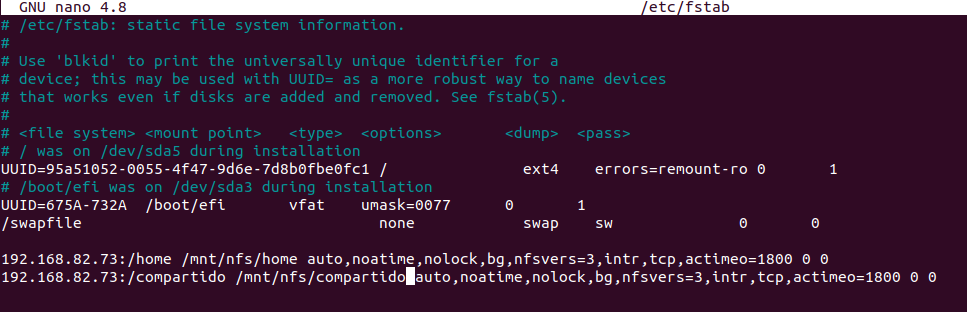 GNU nano 4.8 /etc/fstab
# /etc/fstab: static file system information.
#
# Use 'blkid' to print the universally unique identifier for a
# device; this may be used with UUID= as a more robust way to name devices
# that works even if disks are added and removed. See fstab(5).
#
# <file system> <mount point>   <type>  <options>       <dump>  <pass>
# / was on /dev/sda5 during installation
UUID=95a51052-0055-4f47-9d6e-7d8b0fbe0fc1 /               ext4    errors=remount-ro 0       1
# /boot/efi was on /dev/sda3 during installation
UUID=675A-732A  /boot/efi       vfat    umask=0077      0       1
/swapfile                                 none            swap    sw              0       0
192.168.82.73:/home /mnt/nfs/home auto,noatime,nolock,bg,nfsvers=3,intr,tcp,actimeo=1800 0 0
192.168.82.73:/compartido /mnt/nfs/compartido auto,noatime,nolock,bg,nfsvers=3,intr,tcp,actimeo=1800 0 0